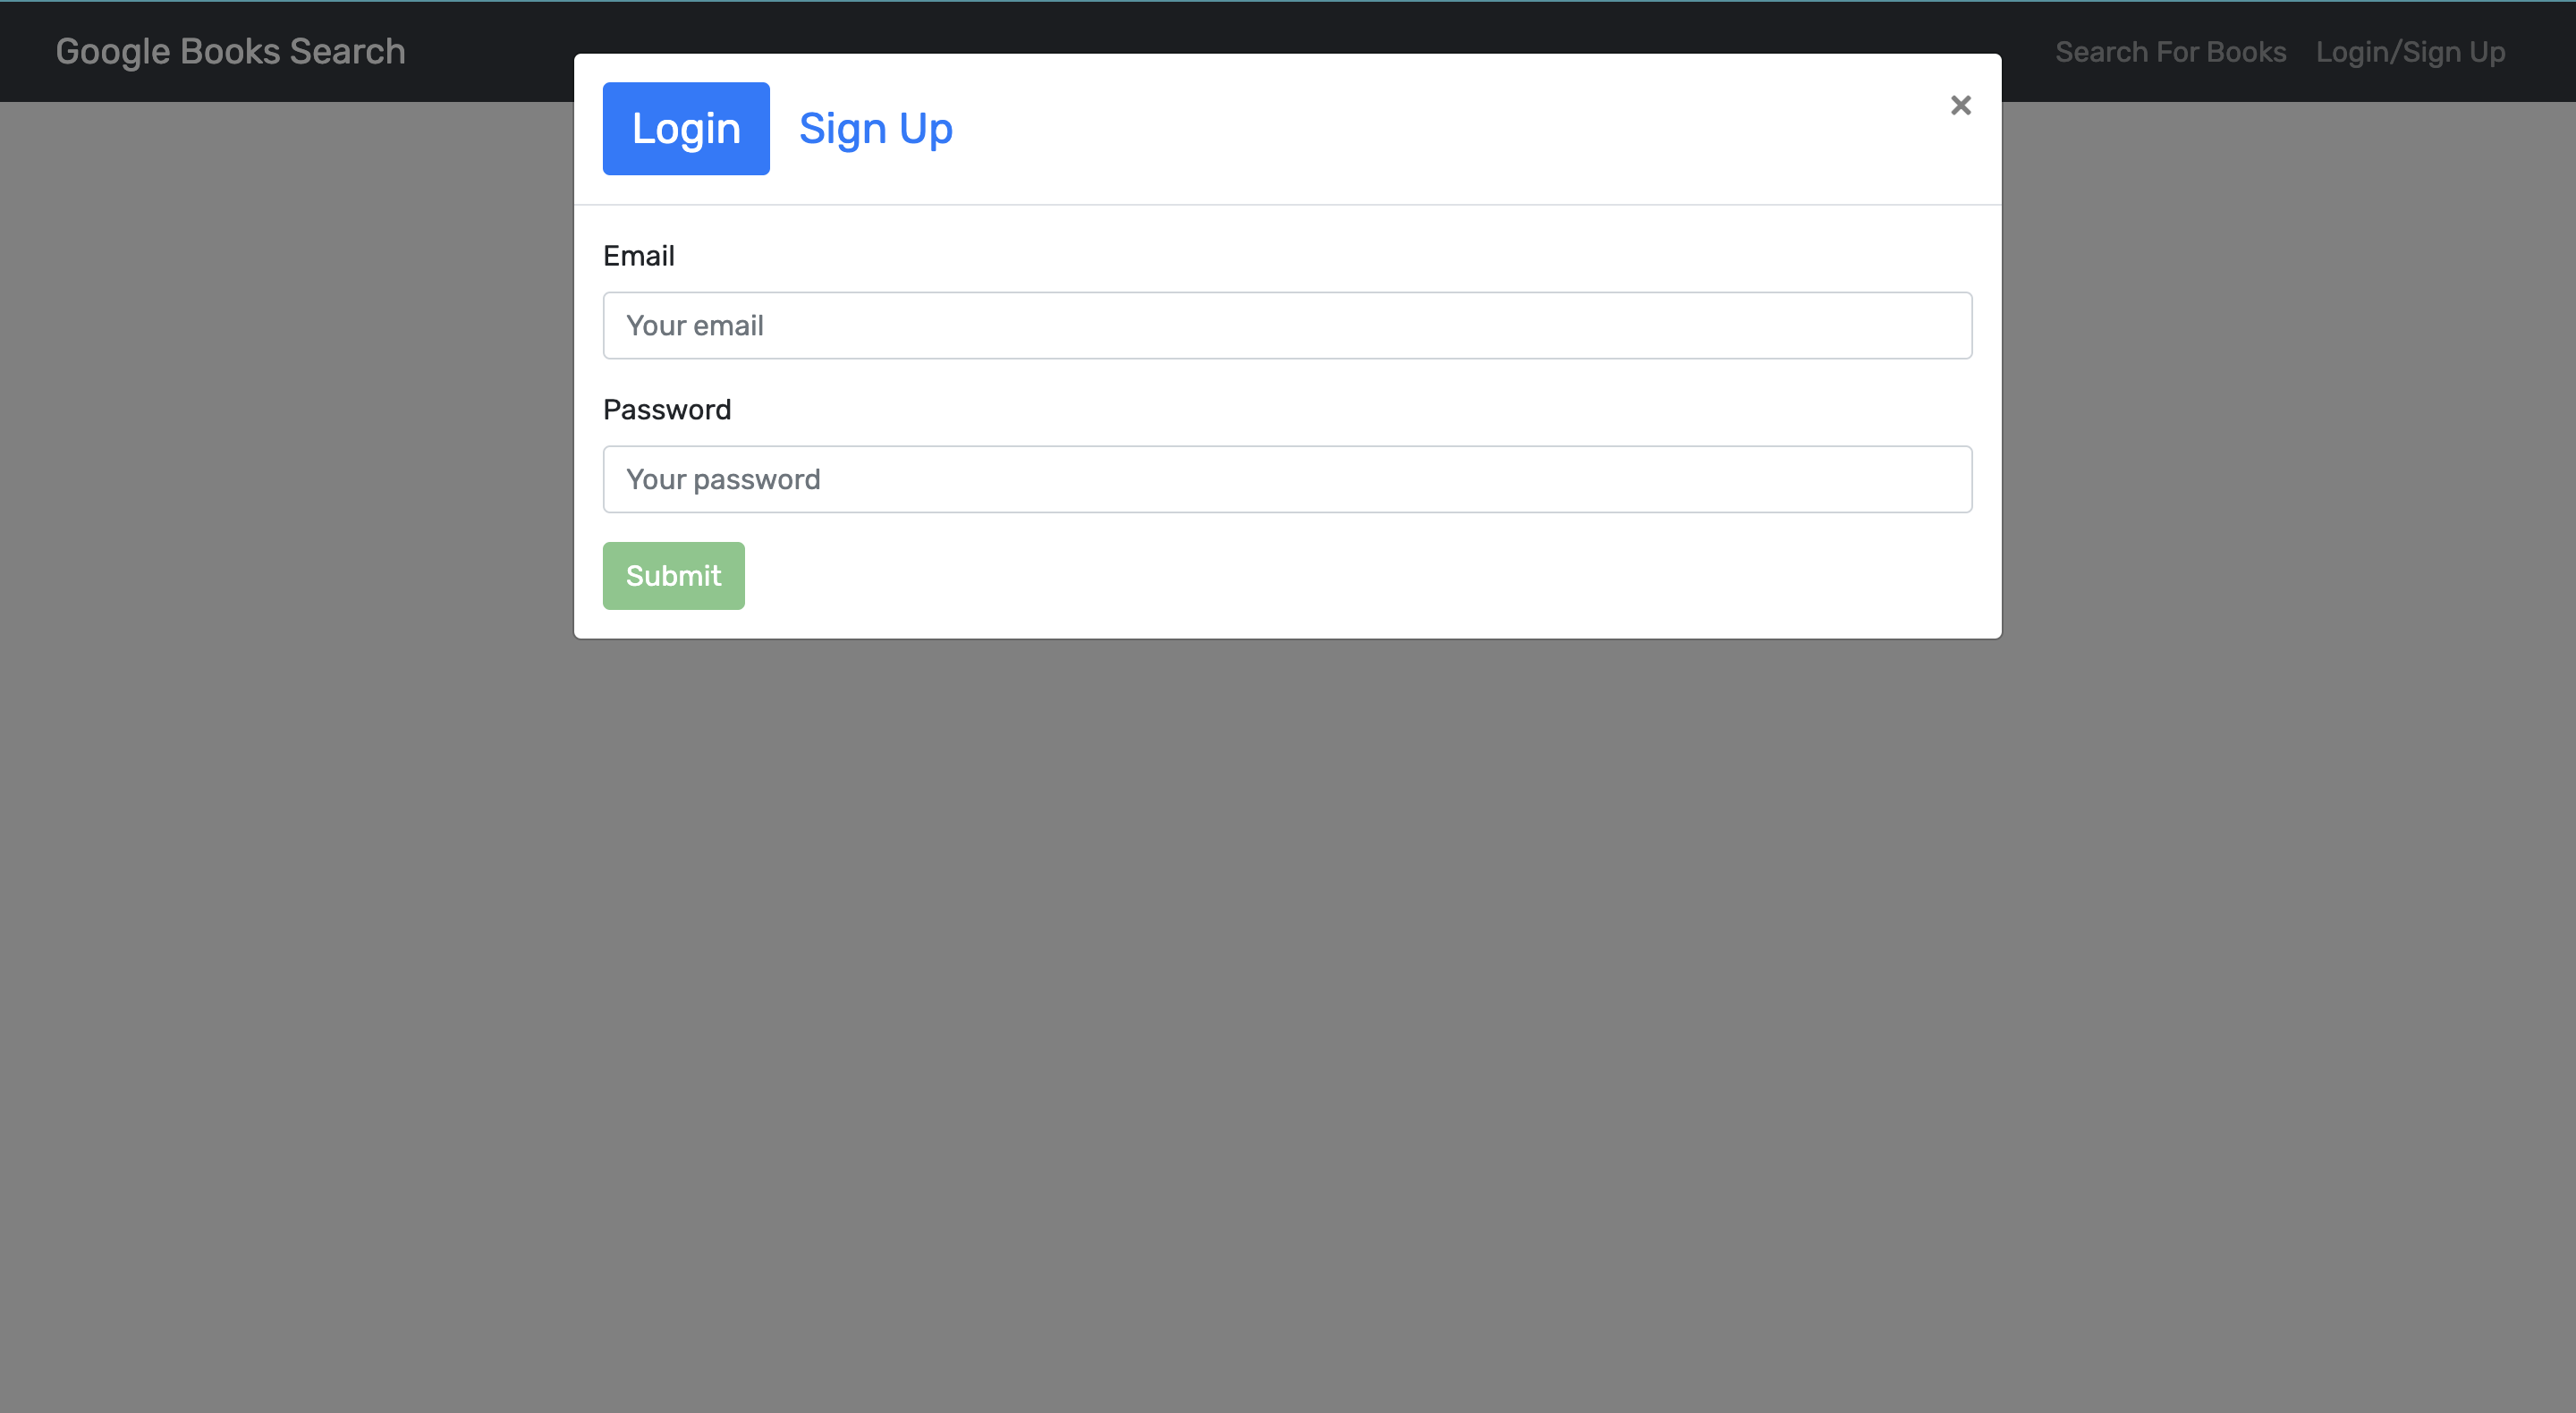 Google Books Search
Search For Books
Login/Sign Up
Login
Sign Up
×
Email
Your email
Password
Your password
Submit